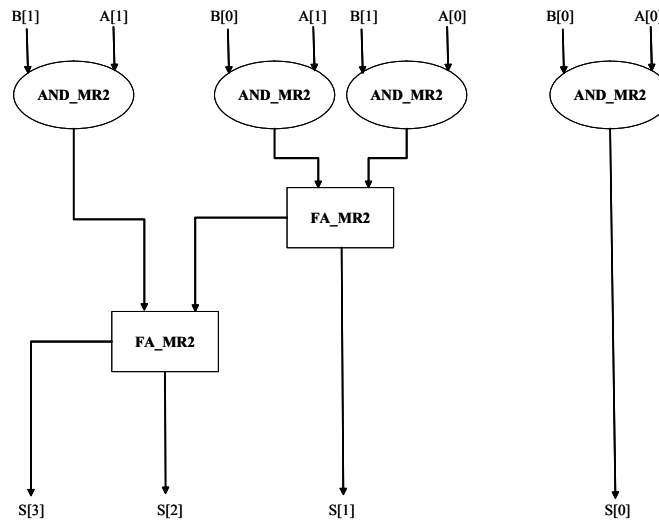 B[1] A[1] B[0] A[1] B[1] A[0] B[0] A[0]
AND_MR2 AND_MR2 AND_MR2 AND_MR2
FA_MR2
FA_MR2
S[3] S[2] S[1] S[0]